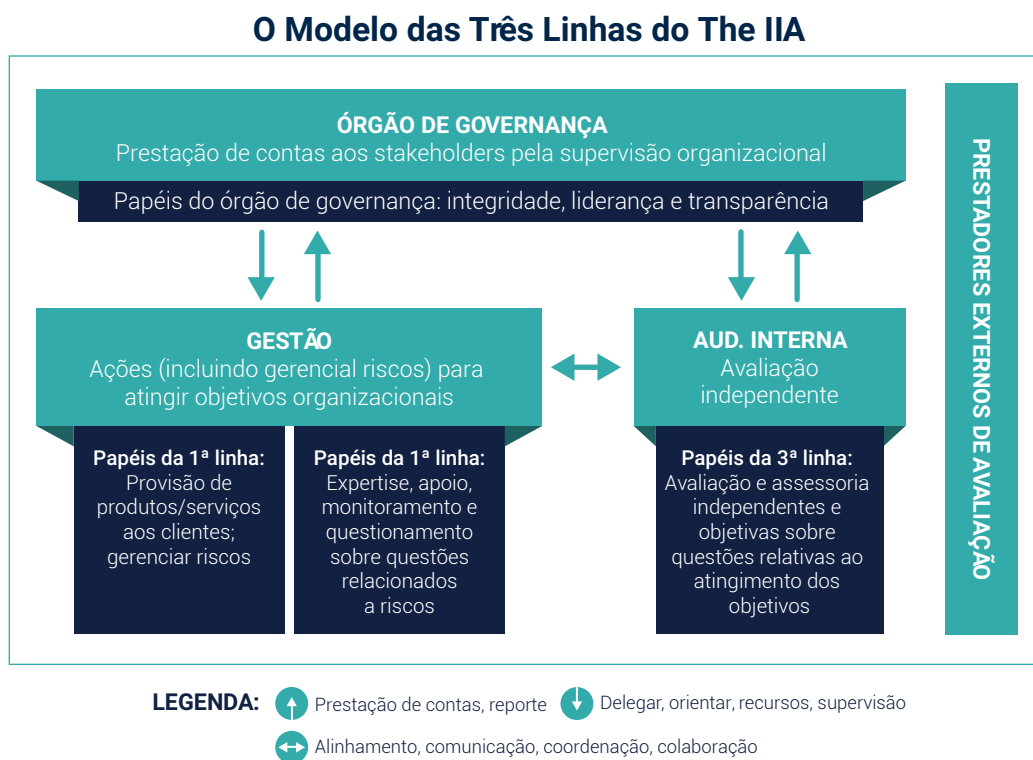 O Modelo das Três Linhas do The IIA
ÓRGÃO DE GOVERNANÇA
Prestação de contas aos stakeholders pela supervisão organizacional
Papéis do órgão de governança: integridade, liderança e transparência
GESTÃO
Ações (incluindo gerencial riscos) para
atingir objetivos organizacionais
Papéis da 1ª linha:
Provisão de
produtos/serviços
aos clientes;
gerenciar riscos
Papéis da 1ª linha:
Expertise, apoio,
monitoramento e
questionamento
sobre questões
relacionados
a riscos
AUD. INTERNA
Avaliação
independente
Papéis da 3ª linha:
Avaliação e assessoria
independentes e
objetivas sobre
questões relativas ao
atingimento dos
objetivos
PRESTADORES EXTERNOS DE AVALIAÇÃO
LEGENDA:
Prestação de contas, reporte
Delegar, orientar, recursos, supervisão
Alinhamento, comunicação, coordenação, colaboração